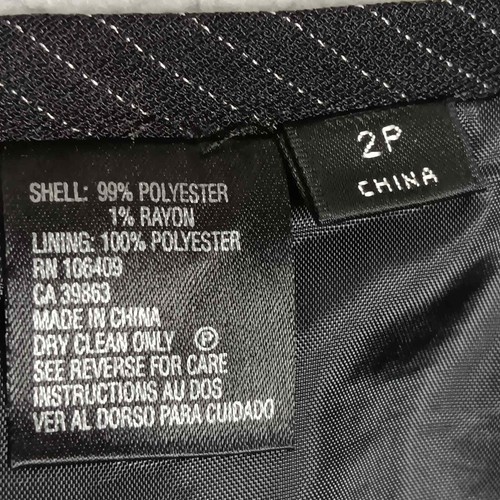 2P
CHINA
SHELL: 99% POLYESTER
1% RAYON
LINING: 100% POLYESTER
RN 106409
CA 39863
MADE IN CHINA
DRY CLEAN ONLY Ⓟ
SEE REVERSE FOR CARE
INSTRUCTIONS AU DOS
VER AL DORSO PARA CUIDADO